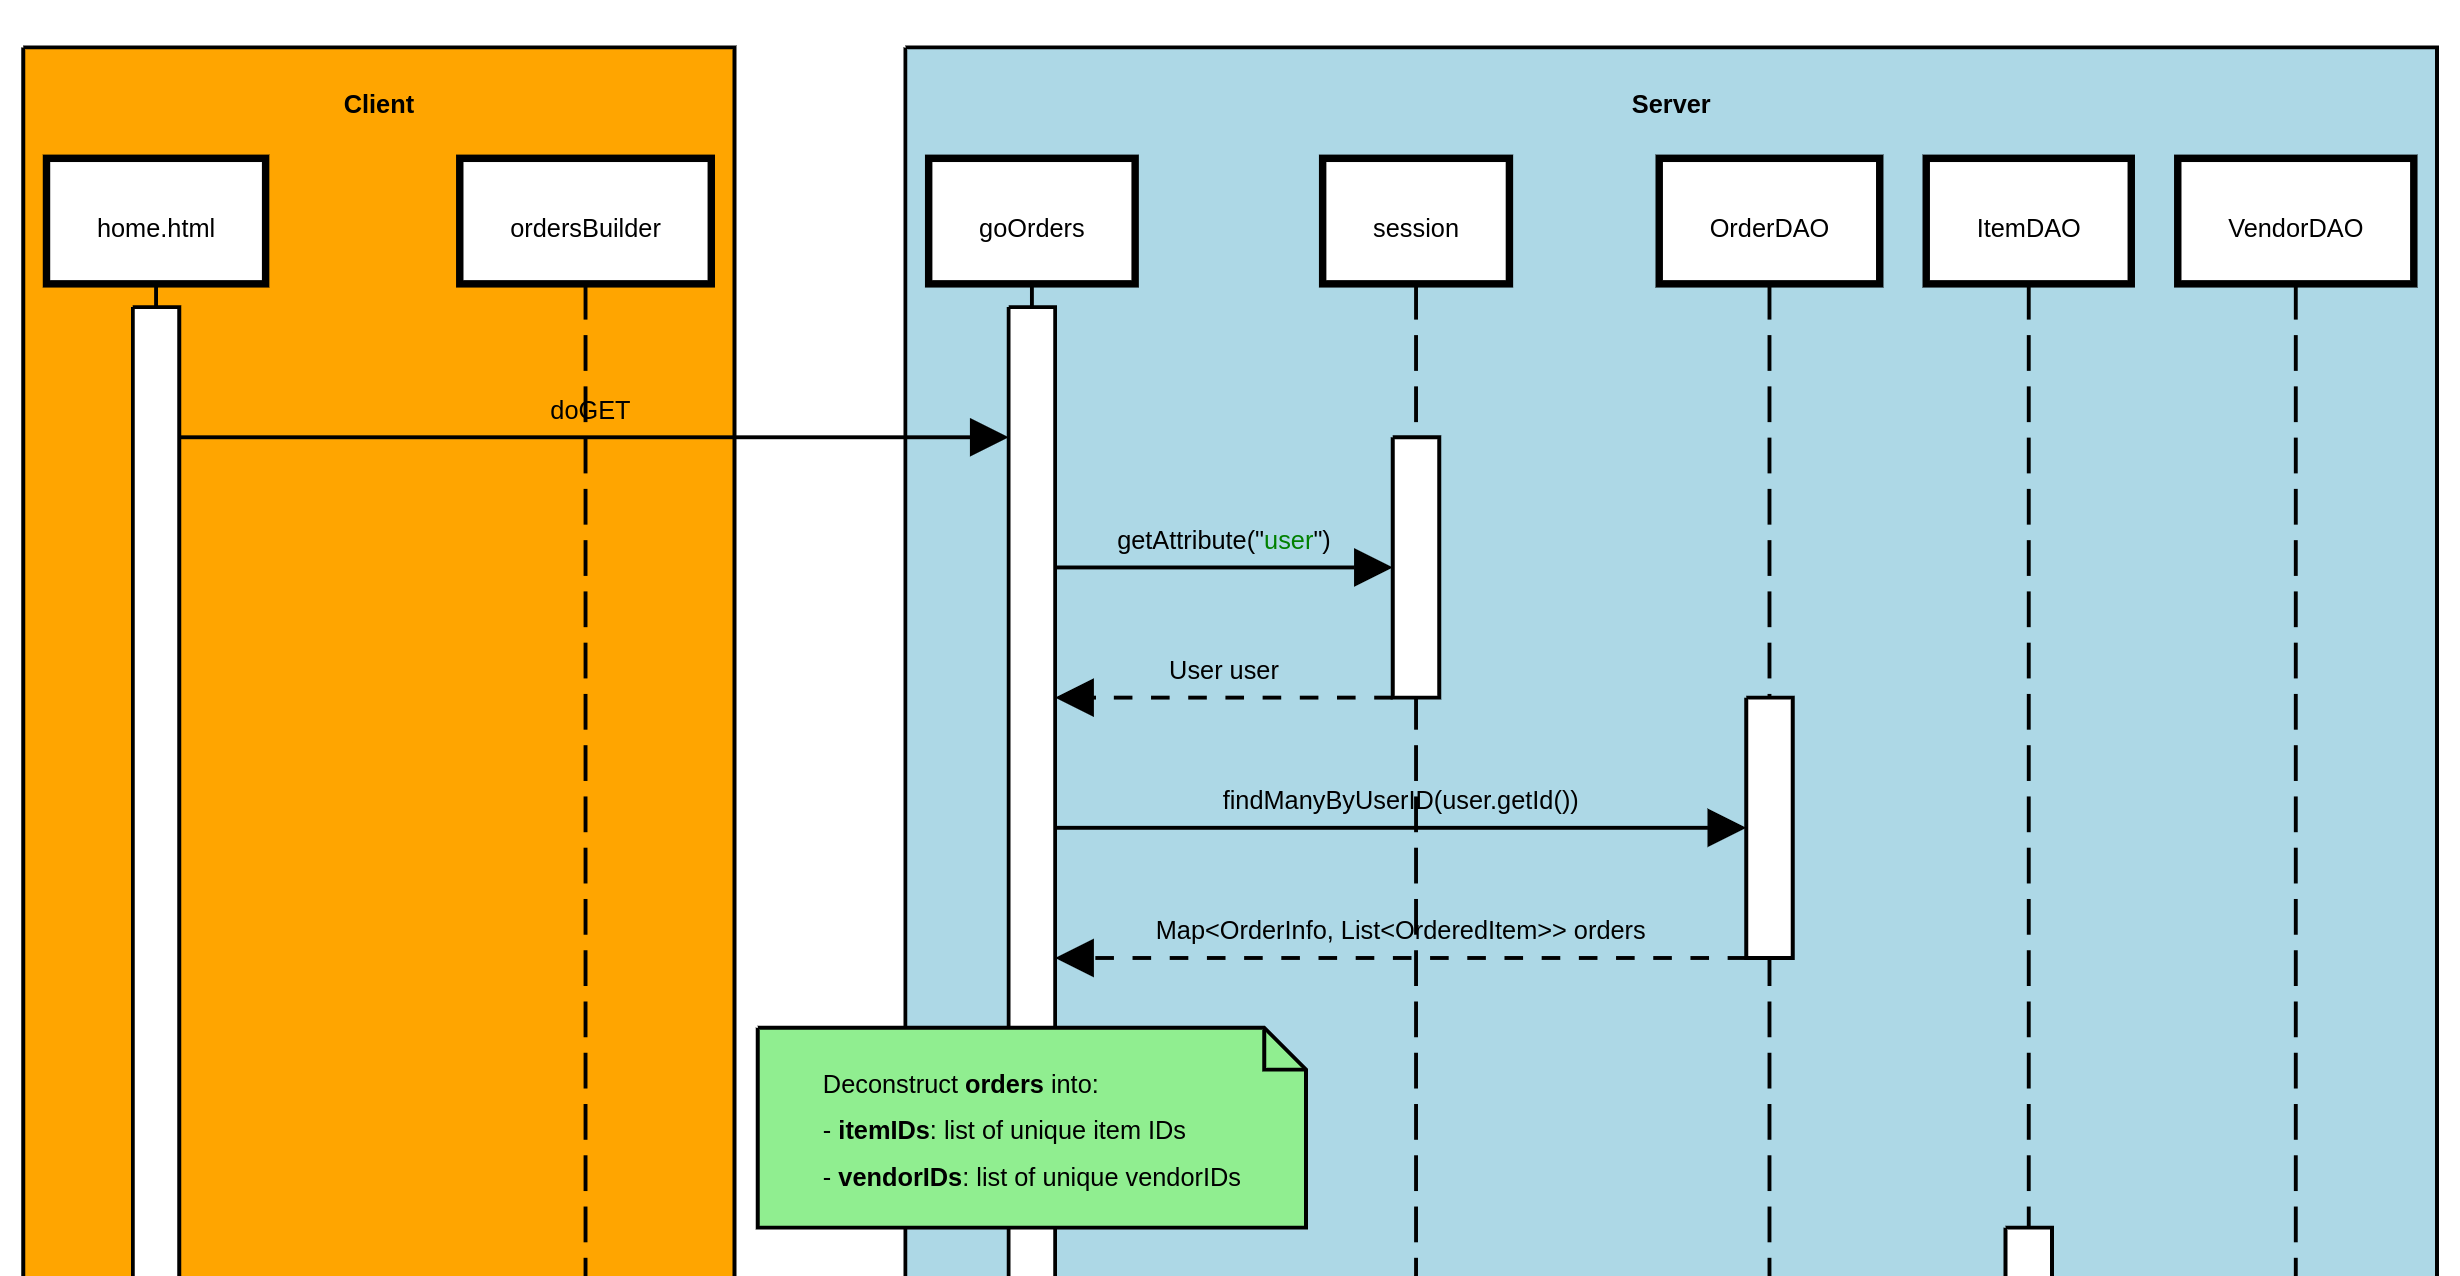 Client
Server
home.html
ordersBuilder
goOrders
session
OrderDAO
ItemDAO
VendorDAO
doGET
getAttribute("user")
User user
findManyByUserID(user.getId())
Map<OrderInfo, List<OrderedItem>> orders
Deconstruct orders into:
- itemIDs: list of unique item IDs
- vendorIDs: list of unique vendorIDs